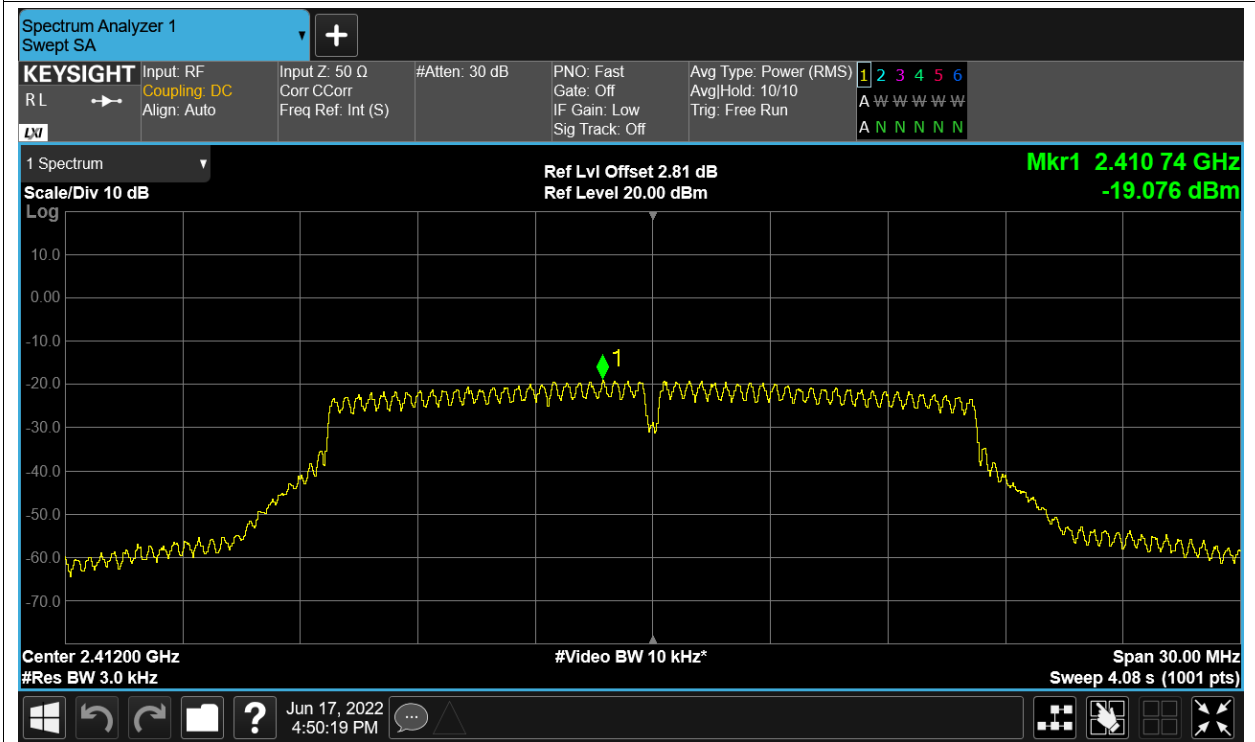 Spectrum Analyzer 1
Swept SA
+
KEYSIGHT
R L
LXI
Input: RF
Coupling: DC
Align: Auto
Input Z: 50 Ω
Corr CCorr
Freq Ref: Int (S)
#Atten: 30 dB
PNO: Fast
Gate: Off
IF Gain: Low
Sig Track: Off
Avg Type: Power (RMS)
Avg|Hold: 10/10
Trig: Free Run
1 2 3 4 5 6
A W W W W W
A N N N N N
1 Spectrum
Scale/Div 10 dB
Log
Ref Lvl Offset 2.81 dB
Ref Level 20.00 dBm
Mkr1 2.410 74 GHz
-19.076 dBm
10.0
0.00
-10.0
1
-20.0
-30.0
-40.0
-50.0
-60.0
-70.0
Center 2.41200 GHz
#Res BW 3.0 kHz
#Video BW 10 kHz*
Span 30.00 MHz
Sweep 4.08 s (1001 pts)
?
Jun 17, 2022
4:50:19 PM